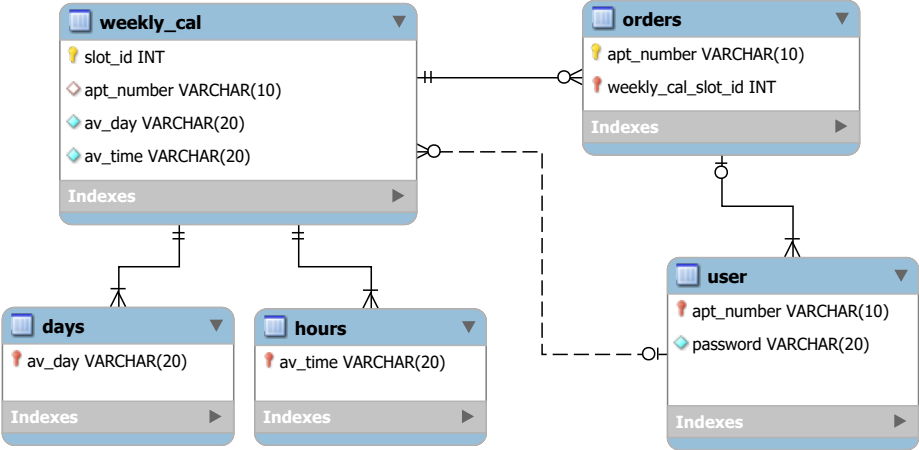 weekly_cal
slot_id INT
apt_number VARCHAR(10)
av_day VARCHAR(20)
av_time VARCHAR(20)
Indexes
orders
apt_number VARCHAR(10)
weekly_cal_slot_id INT
Indexes
days
av_day VARCHAR(20)
Indexes
hours
av_time VARCHAR(20)
Indexes
user
apt_number VARCHAR(10)
password VARCHAR(20)
Indexes